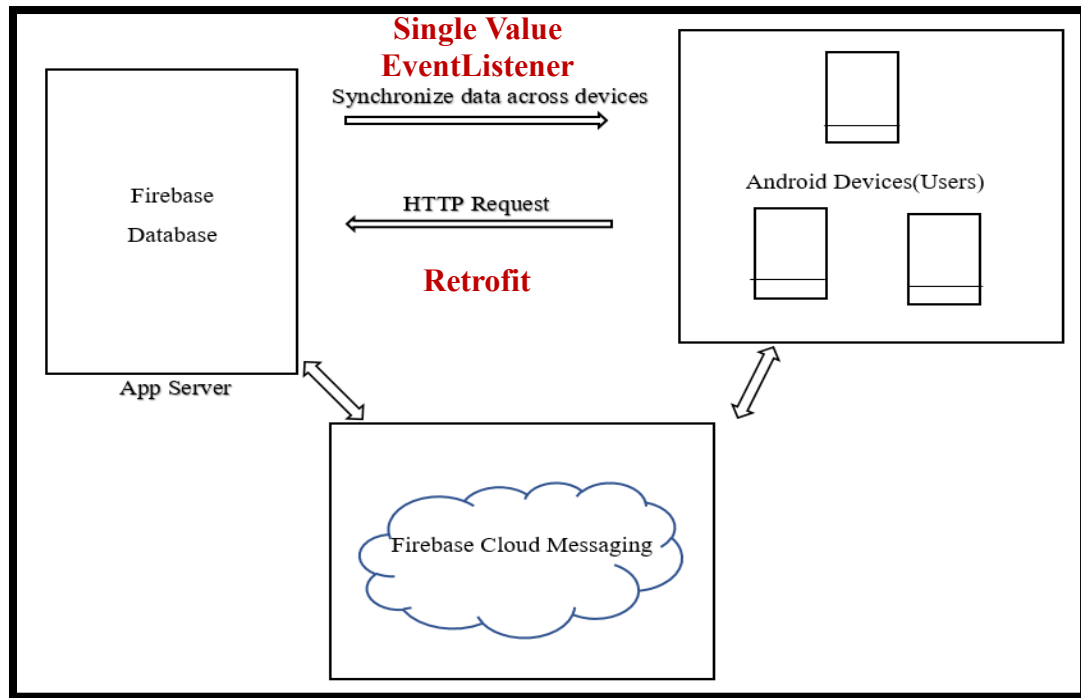 Single Value
EventListener
Synchronize data across devices
Firebase
Database
HTTP Request
Retrofit
App Server
Android Devices(Users)
Firebase Cloud Messaging